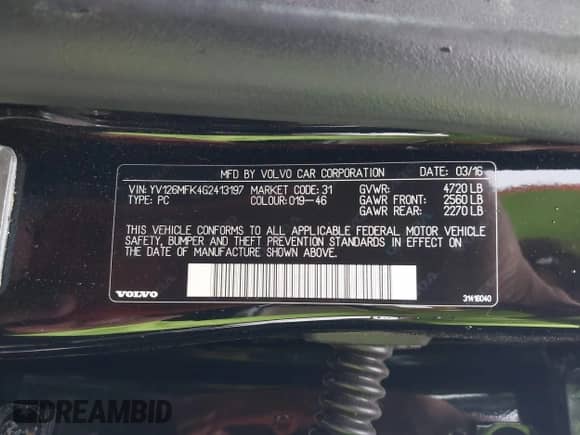 MFD BY VOLVO CAR CORPORATION DATE: 03/16
VIN: YV126MFK4G2413197 MARKET CODE: 31 GVWR: 4720 LB
TYPE: PC COLOUR: 019-46 GAWR FRONT: 2560 LB
GAWR REAR: 2270 LB
THIS VEHICLE CONFORMS TO ALL APPLICABLE FEDERAL MOTOR VEHICLE
SAFETY, BUMPER AND THEFT PREVENTION STANDARDS IN EFFECT ON
THE DATE OF MANUFACTURE SHOWN ABOVE.
VOLVO 31416040
DREAMBID